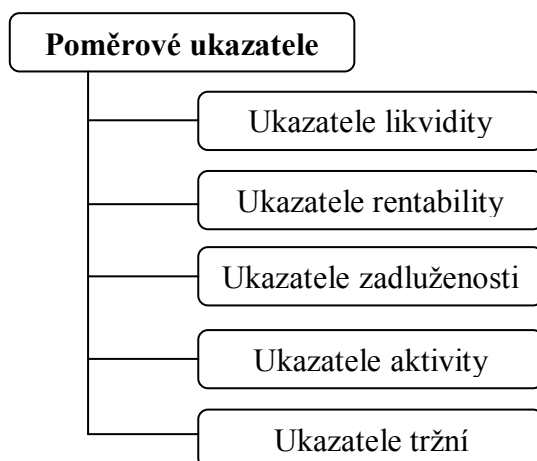 Poměrové ukazatele
Ukazatele likvidity
Ukazatele rentability
Ukazatele zadluženosti
Ukazatele aktivity
Ukazatele tržní